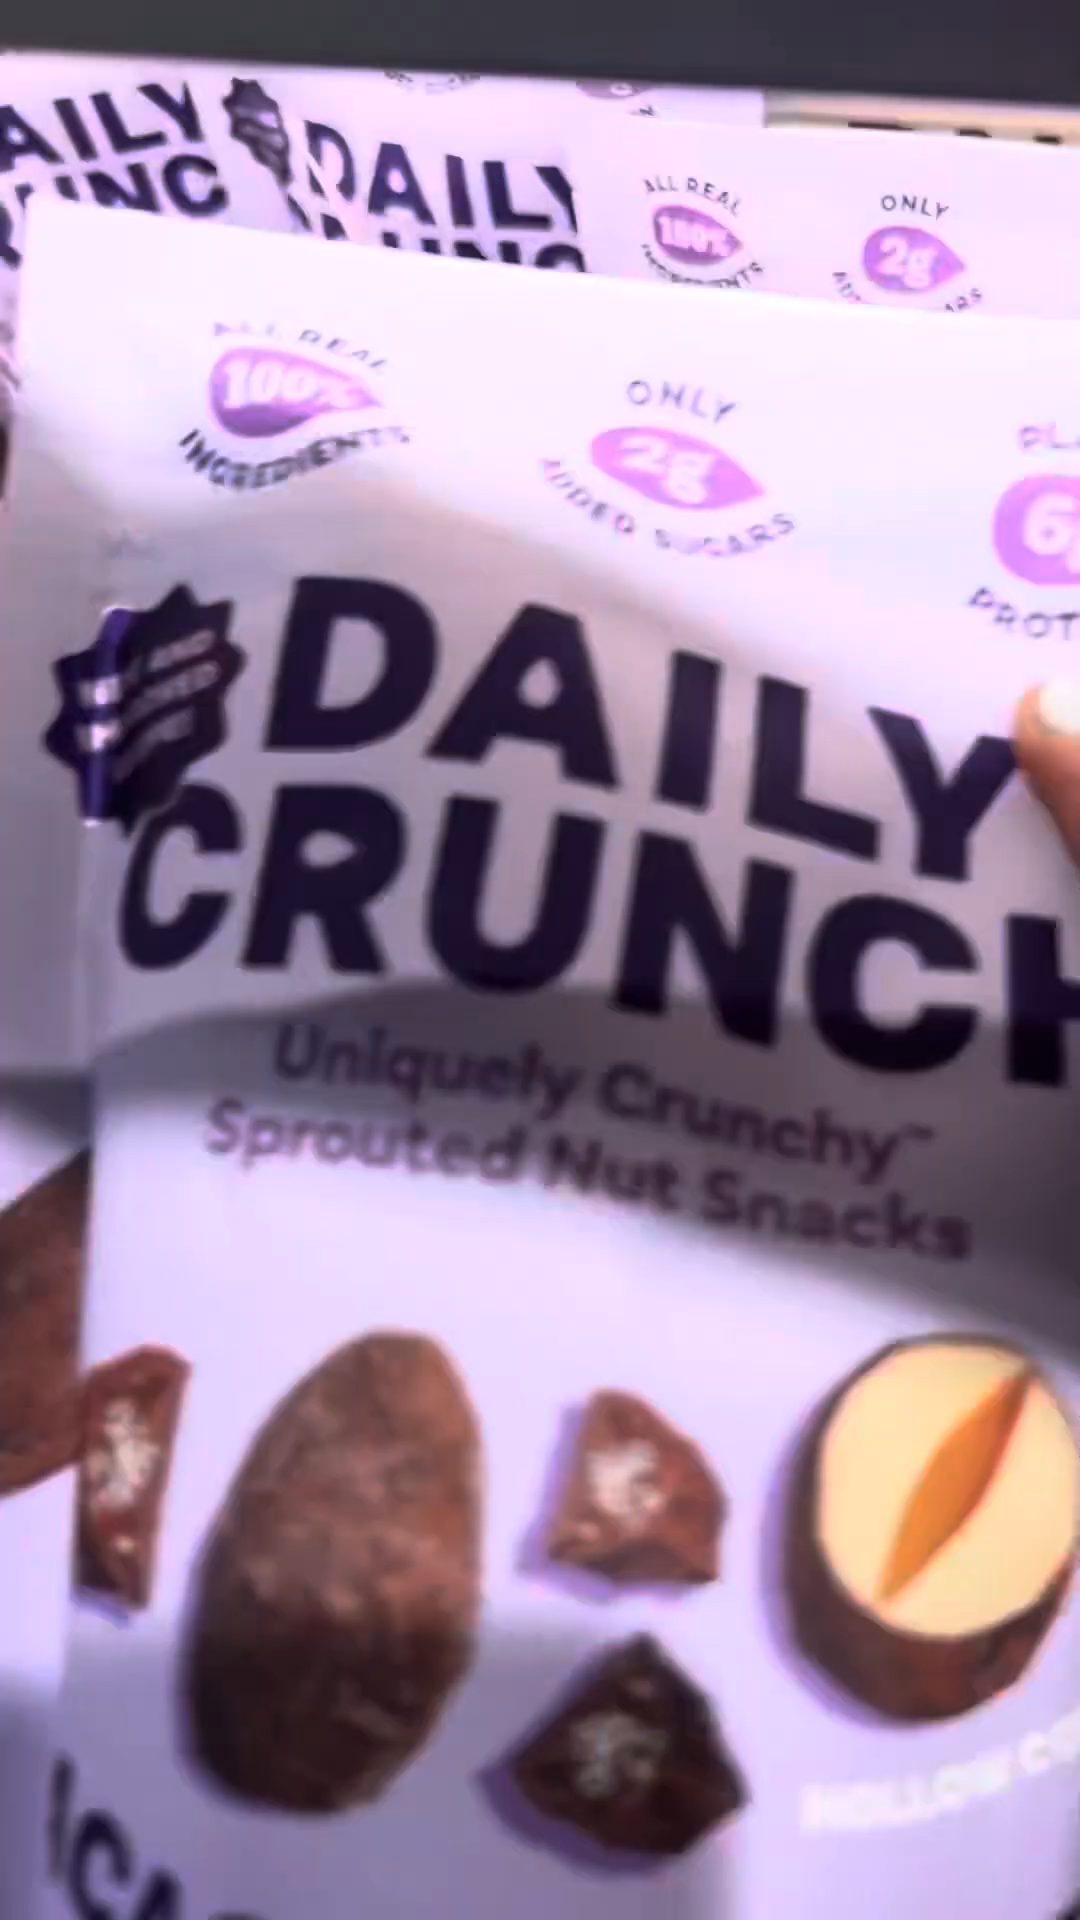 AILY
DAILY
ALL REAL
100%
INGREDIENTS
ONLY
2g
ALL REAL
100%
INGREDIENTS
ONLY
2g
ADDED SUGARS
DAILY
CRUNCH
Uniquely Crunchy™
Sprouted Nut Snacks